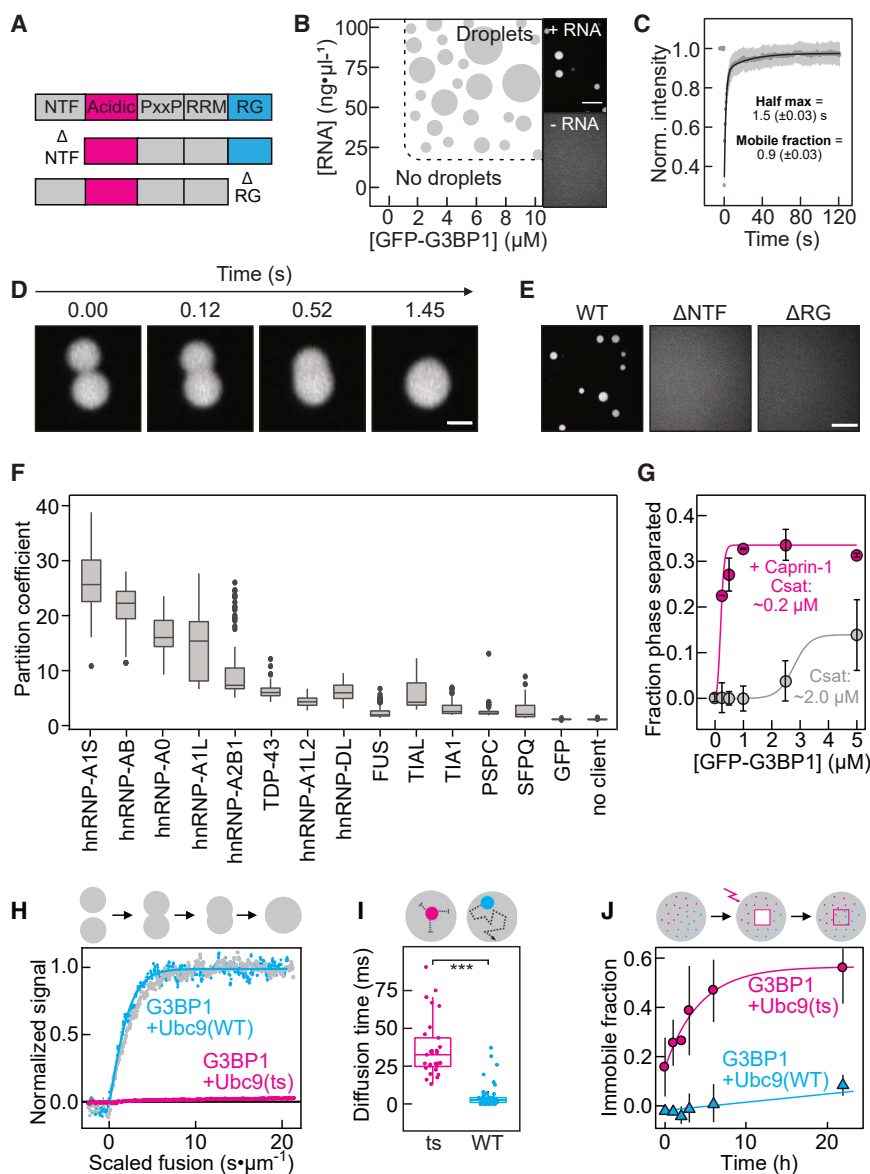 A
NTF Acidic PxxP RRM RG
Δ
NTF
Δ
RG
B
[RNA] (ng•µl-¹)
100
75
50
25
0
Droplets
No droplets
+ RNA
- RNA
0 2 4 6 8 10
[GFP-G3BP1] (µM)
C
Norm. intensity
1.0
0.8
0.6
0.4
Half max =
1.5 (±0.03) s
Mobile fraction =
0.9 (±0.03)
0 40 80 120
Time (s)
D
Time (s)
0.00 0.12 0.52 1.45
E
WT ΔNTF ΔRG
F
Partition coefficient
40
30
20
10
0
hnRNP-A1S
hnRNP-AB
hnRNP-A0
hnRNP-A1L
hnRNP-A2B1
TDP-43
hnRNP-A1L2
hnRNP-DL
FUS
TIAL
TIA1
PSPC
SFPQ
GFP
no client
G
Fraction phase separated
0.4
0.3
0.2
0.1
0.0
+ Caprin-1
Csat:
~0.2 µM
Csat:
~2.0 µM
0 1 2 3 4 5
[GFP-G3BP1] (µM)
H
Normalized signal
1.0
0.5
0.0
G3BP1
+Ubc9(WT)
G3BP1
+Ubc9(ts)
0 10 20
Scaled fusion (s•µm-¹)
I
Diffusion time (ms)
100
75
50
25
0
***
ts WT
J
Immobile fraction
0.6
0.4
0.2
0.0
G3BP1
+Ubc9(ts)
G3BP1
+Ubc9(WT)
0 10 20
Time (h)